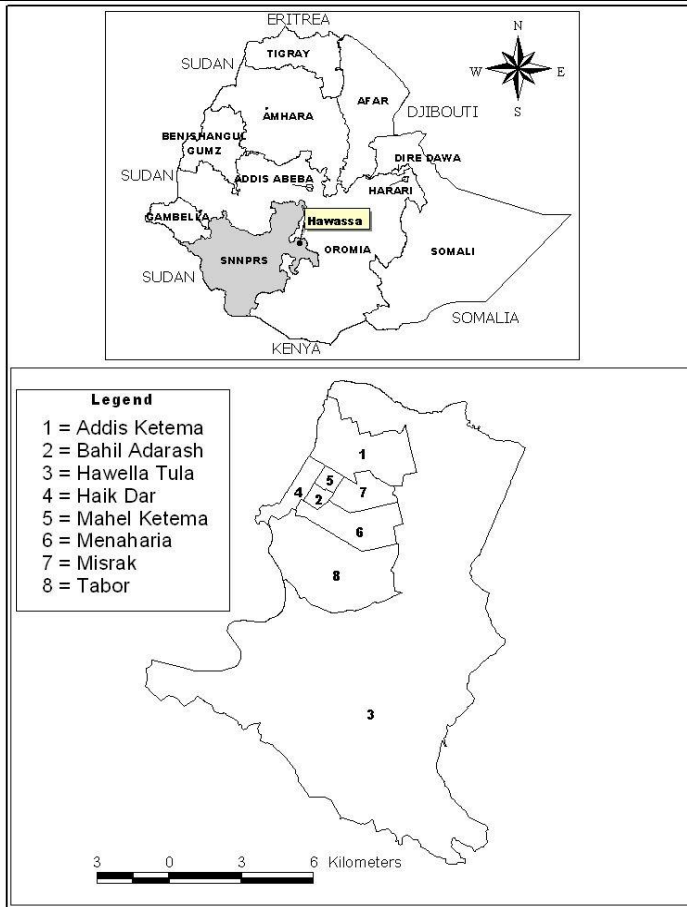 ERITREA
N
SUDAN
TIGRAY
W
E
S
AFAR
DJIBOUTI
AMHARA
BENISHANGUL
GUMZ
DIRE DAWA
SUDAN
ADDIS ABEBA
HARARI
GAMBELLA
Hawassa
OROMIA
SOMALI
SNNPRS
SUDAN
SOMALIA
KENYA
Legend
1 = Addis Ketema
2 = Bahil Adarash
3 = Hawella Tula
4 = Haik Dar
5 = Mahel Ketema
6 = Menaharia
7 = Misrak
8 = Tabor
1
5
4
7
2
6
8
3
3 0 3 6 Kilometers